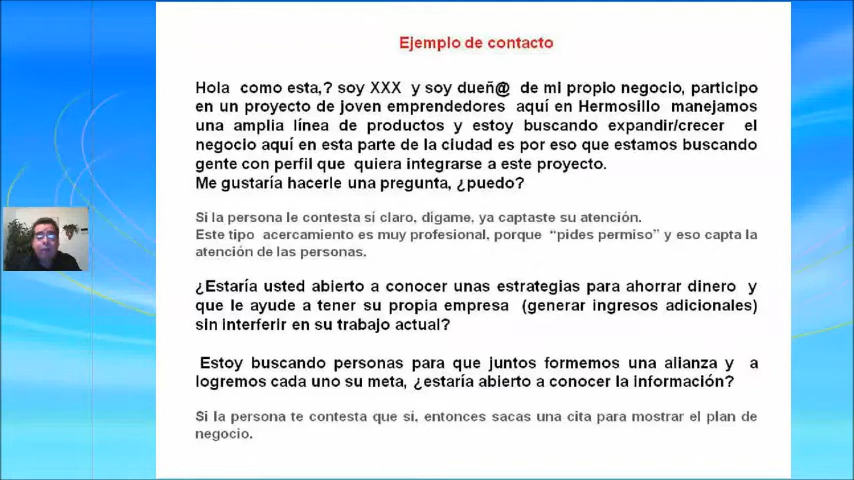 Ejemplo de contacto
Hola como esta,? soy XXX y soy dueñ@ de mi propio negocio, participo
en un proyecto de joven emprendedores aquí en Hermosillo manejamos
una amplia línea de productos y estoy buscando expandir/crecer el
negocio aquí en esta parte de la ciudad es por eso que estamos buscando
gente con perfil que quiera integrarse a este proyecto.
Me gustaría hacerle una pregunta, ¿puedo?
Si la persona le contesta sí claro, dígame, ya captaste su atención.
Este tipo acercamiento es muy profesional, porque “pides permiso” y eso capta la
atención de las personas.
¿Estaría usted abierto a conocer unas estrategias para ahorrar dinero y
que le ayude a tener su propia empresa (generar ingresos adicionales)
sin interferir en su trabajo actual?
Estoy buscando personas para que juntos formemos una alianza y a
logremos cada uno su meta, ¿estaría abierto a conocer la información?
Si la persona te contesta que sí, entonces sacas una cita para mostrar el plan de
negocio.